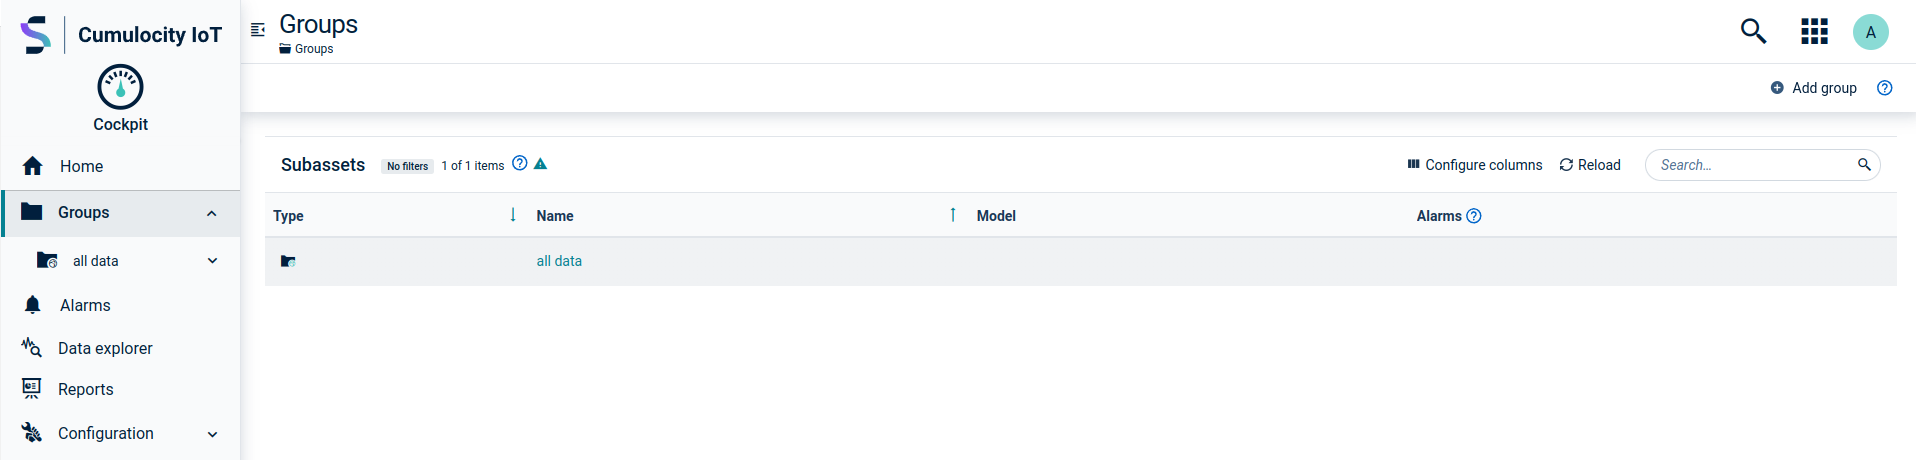 Cumulocity IoT
Cockpit
Home
Groups
all data
Alarms
Data explorer
Reports
Configuration
Groups
Groups
A
Add group
Subassets No filters 1 of 1 items
Configure columns Reload Search...
Type Name Model Alarms
all data